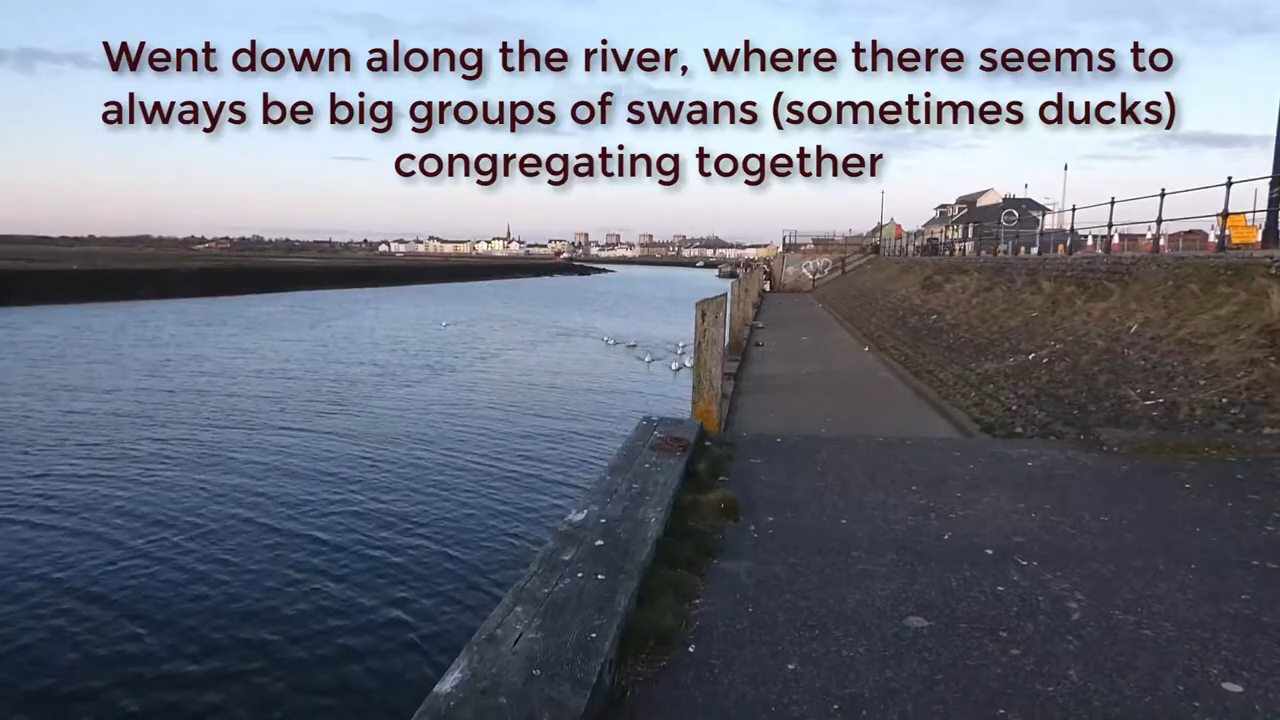 Went down along the river, where there seems to
always be big groups of swans (sometimes ducks)
congregating together